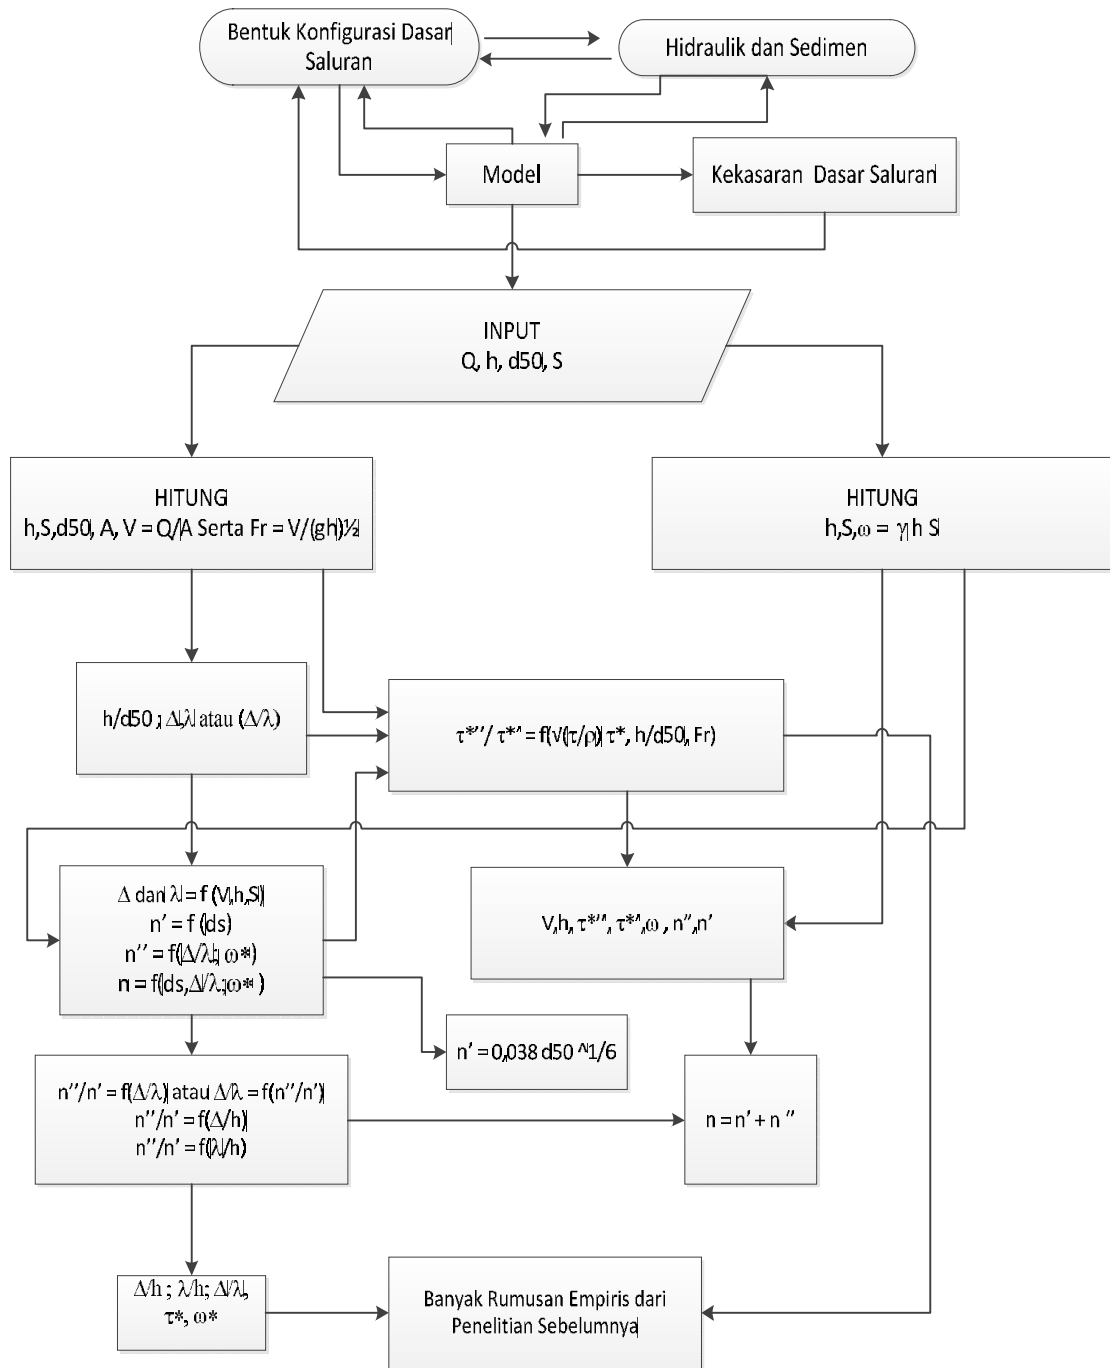 Bentuk Konfigurasi Dasar
Saluran
Hidraulik dan Sedimen
Model
Kekasaran Dasar Saluran
INPUT
Q, h, d50, S
HITUNG
h,S,d50, A, V = Q/A Serta Fr = V/(gh)½
HITUNG
h,S,ω = γ h S
h/d50 ; Δ,λ atau (Δ/λ)
τ*''/ τ*' = f(√(τ/ρ) τ*, h/d50, Fr)
Δ dan λ = f (V,h,S)
n' = f (ds)
n'' = f(Δ/λ; ω*)
n = f(ds,Δ/λ;ω* )
V,h, τ*'', τ*',ω , n'',n'
n' = 0,038 d50 ^1/6
n''/n' = f(Δ/λ) atau Δ/λ = f(n''/n')
n''/n' = f(Δ/h)
n''/n' = f(λ/h)
n = n' + n ''
Δ/h ; λ/h; Δ/λ,
τ*, ω*
Banyak Rumusan Empiris dari
Penelitian Sebelumnya